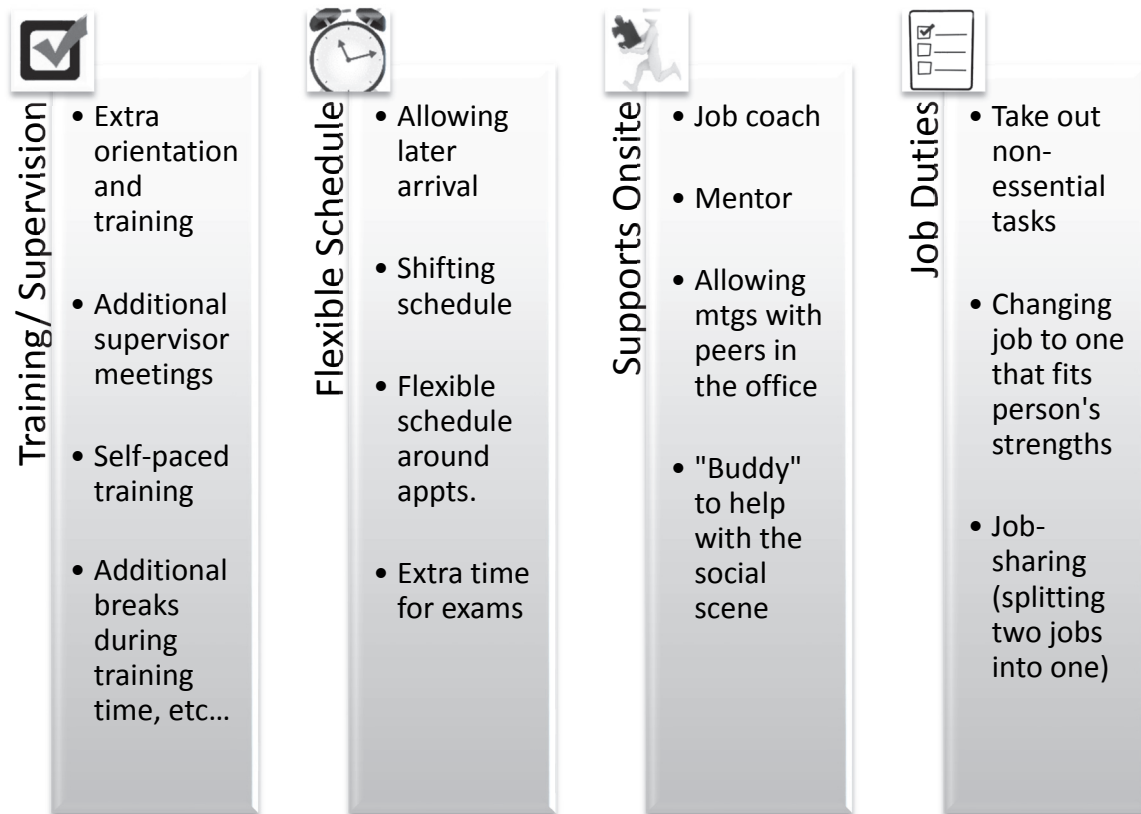 Training/ Supervision
• Extra
orientation
and
training
• Additional
supervisor
meetings
• Self-paced
training
• Additional
breaks
during
training
time, etc...
Flexible Schedule
• Allowing
later
arrival
• Shifting
schedule
• Flexible
schedule
around
appts.
• Extra time
for exams
Supports Onsite
• Job coach
• Mentor
• Allowing
mtgs with
peers in
the office
• "Buddy"
to help
with the
social
scene
Job Duties
• Take out
non-
essential
tasks
• Changing
job to one
that fits
person's
strengths
• Job-
sharing
(splitting
two jobs
into one)